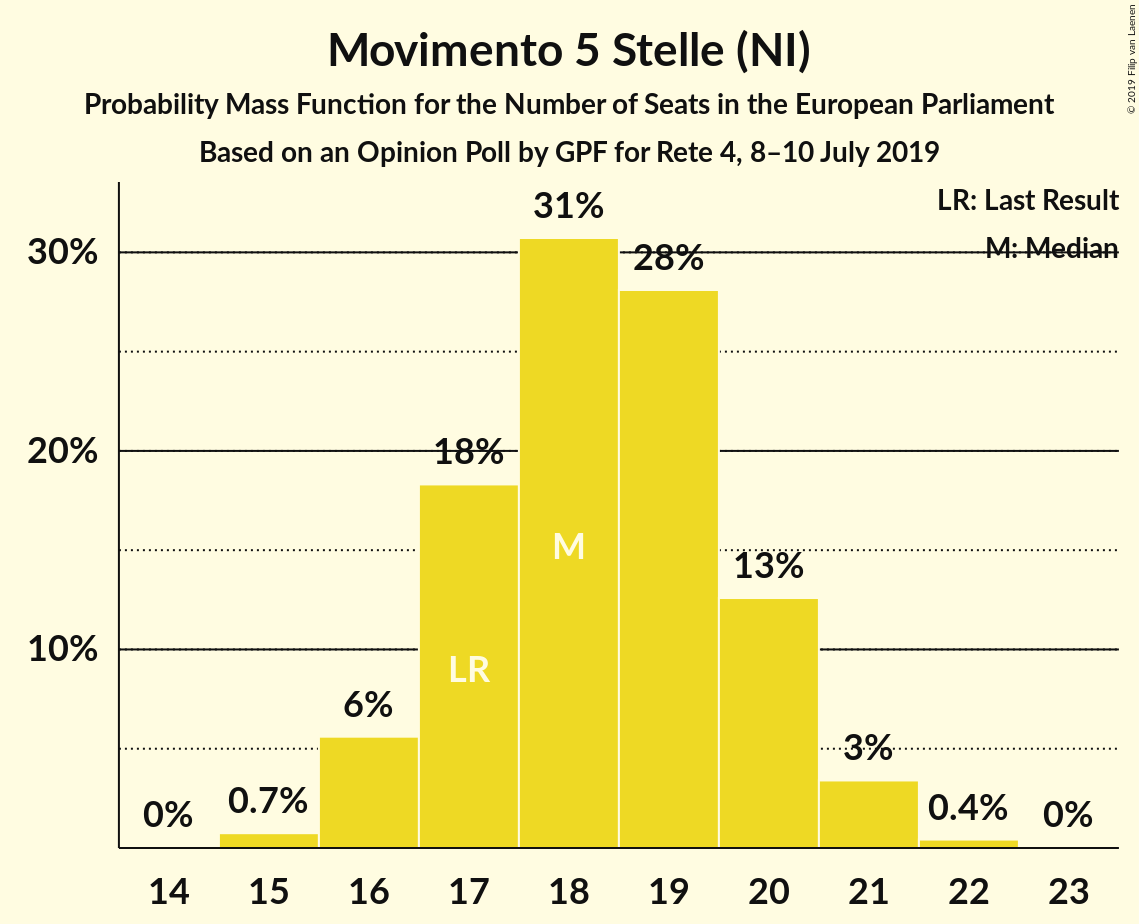 Movimento 5 Stelle (NI)
Probability Mass Function for the Number of Seats in the European Parliament
Based on an Opinion Poll by GPF for Rete 4, 8–10 July 2019
© 2019 Filip van Laenen
LR: Last Result
M: Median
30%
20%
10%
0%
0.7%
6%
18%
31%
28%
13%
3%
0.4%
0%
LR
M
14 15 16 17 18 19 20 21 22 23